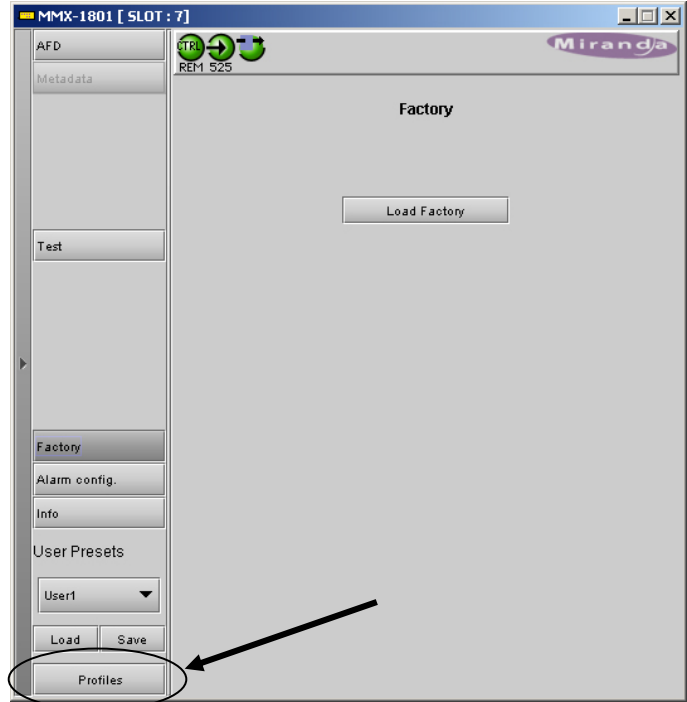 MMX-1801 [ SLOT : 7]
AFD
Metadata
Test
Factory
Alarm config.
Info
User Presets
User1
Load Save
Profiles
CTRL
REM 525
Miranda
Factory
Load Factory